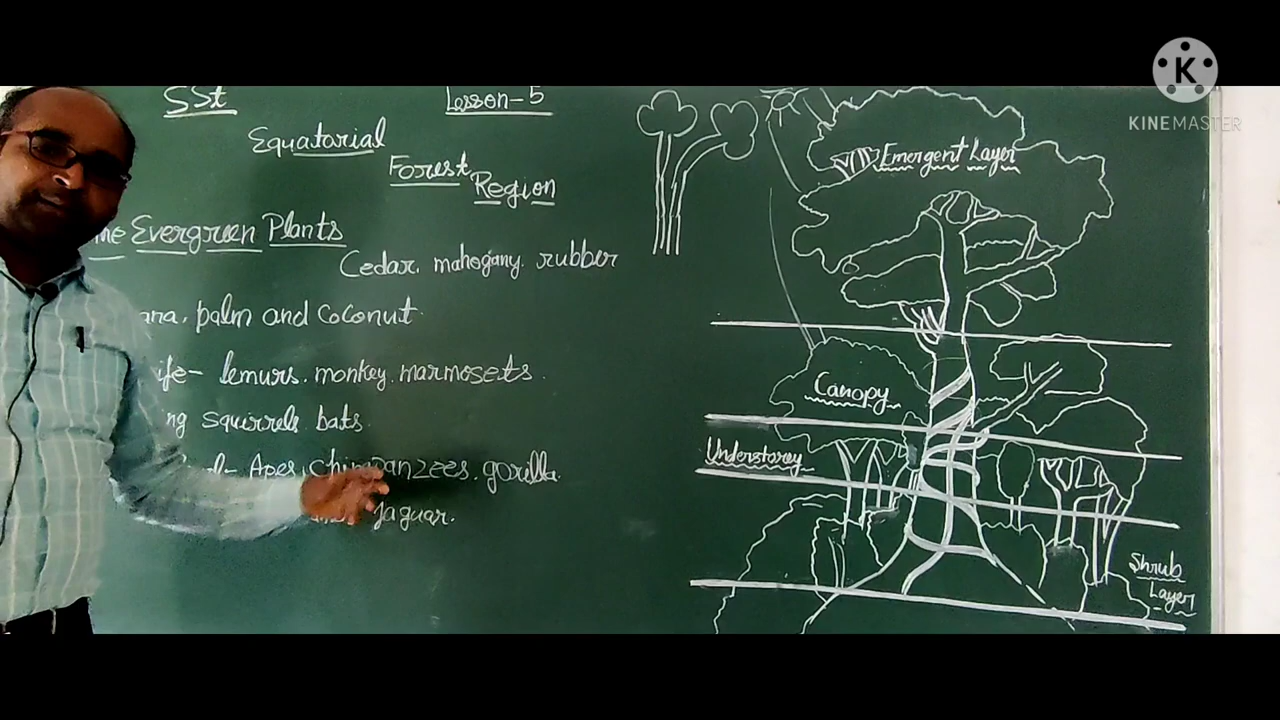 SSt
Lesson-5
Equatorial
Forest
Region
Evergreen Plants
Cedar. mahogany. rubber
palm and Coconut.
lemurs. monkey. marmosets.
squirrels bats.
Apes, Chimpanzees. gorilla.
Jaguar.
Emergent Layer
Canopy
Understorey
Shrub
Layer
K
KINEMASTER